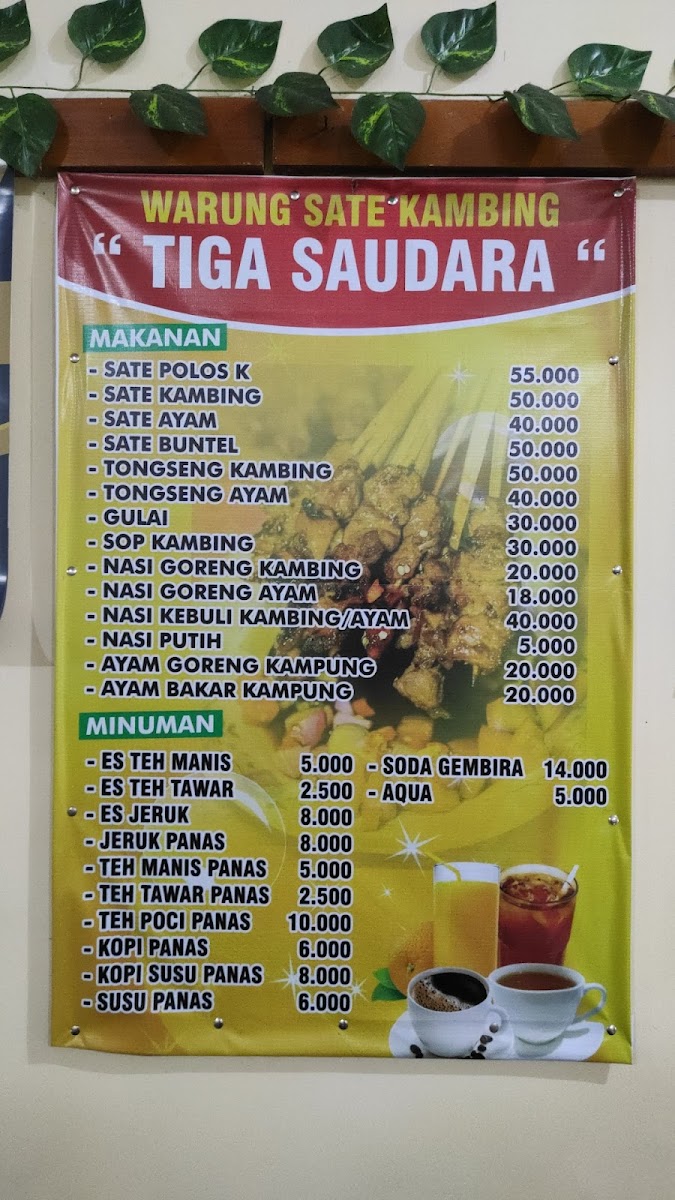 WARUNG SATE KAMBING
“ TIGA SAUDARA “
MAKANAN
- SATE POLOS K 55.000
- SATE KAMBING 50.000
- SATE AYAM 40.000
- SATE BUNTEL 50.000
- TONGSENG KAMBING 50.000
- TONGSENG AYAM 40.000
- GULAI 30.000
- SOP KAMBING 30.000
- NASI GORENG KAMBING 20.000
- NASI GORENG AYAM 18.000
- NASI KEBULI KAMBING/AYAM 40.000
- NASI PUTIH 5.000
- AYAM GORENG KAMPUNG 20.000
- AYAM BAKAR KAMPUNG 20.000
MINUMAN
- ES TEH MANIS 5.000 - SODA GEMBIRA 14.000
- ES TEH TAWAR 2.500 - AQUA 5.000
- ES JERUK 8.000
- JERUK PANAS 8.000
- TEH MANIS PANAS 5.000
- TEH TAWAR PANAS 2.500
- TEH POCI PANAS 10.000
- KOPI PANAS 6.000
- KOPI SUSU PANAS 8.000
- SUSU PANAS 6.000